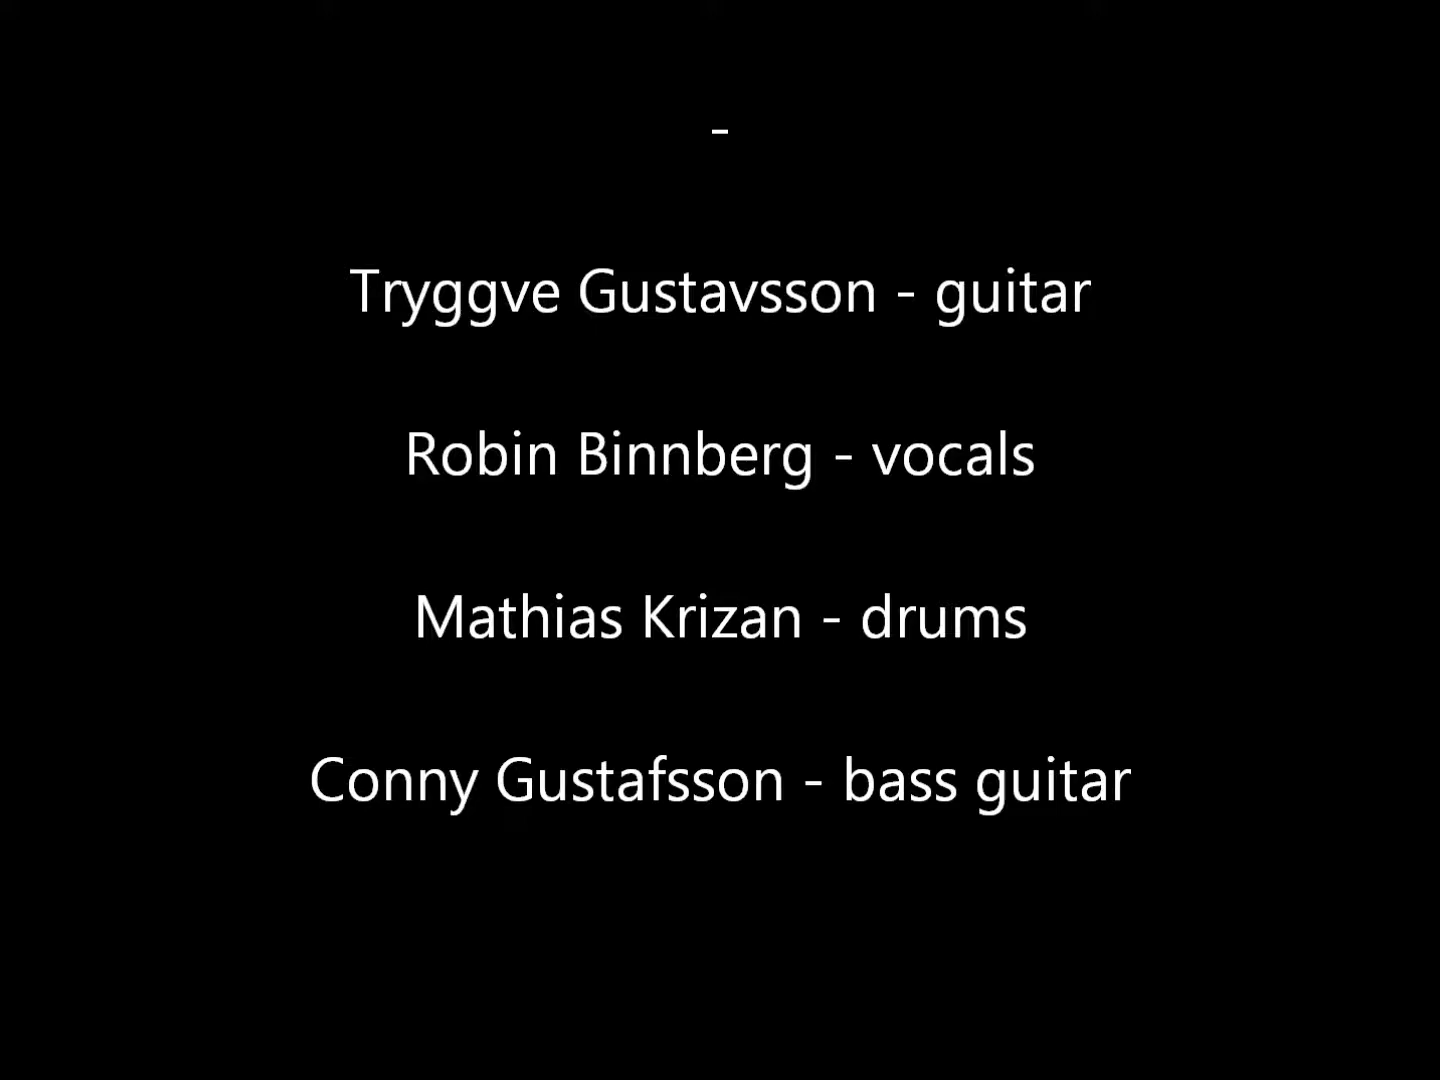 -
Tryggve Gustavsson - guitar
Robin Binnberg - vocals
Mathias Krizan - drums
Conny Gustafsson - bass guitar